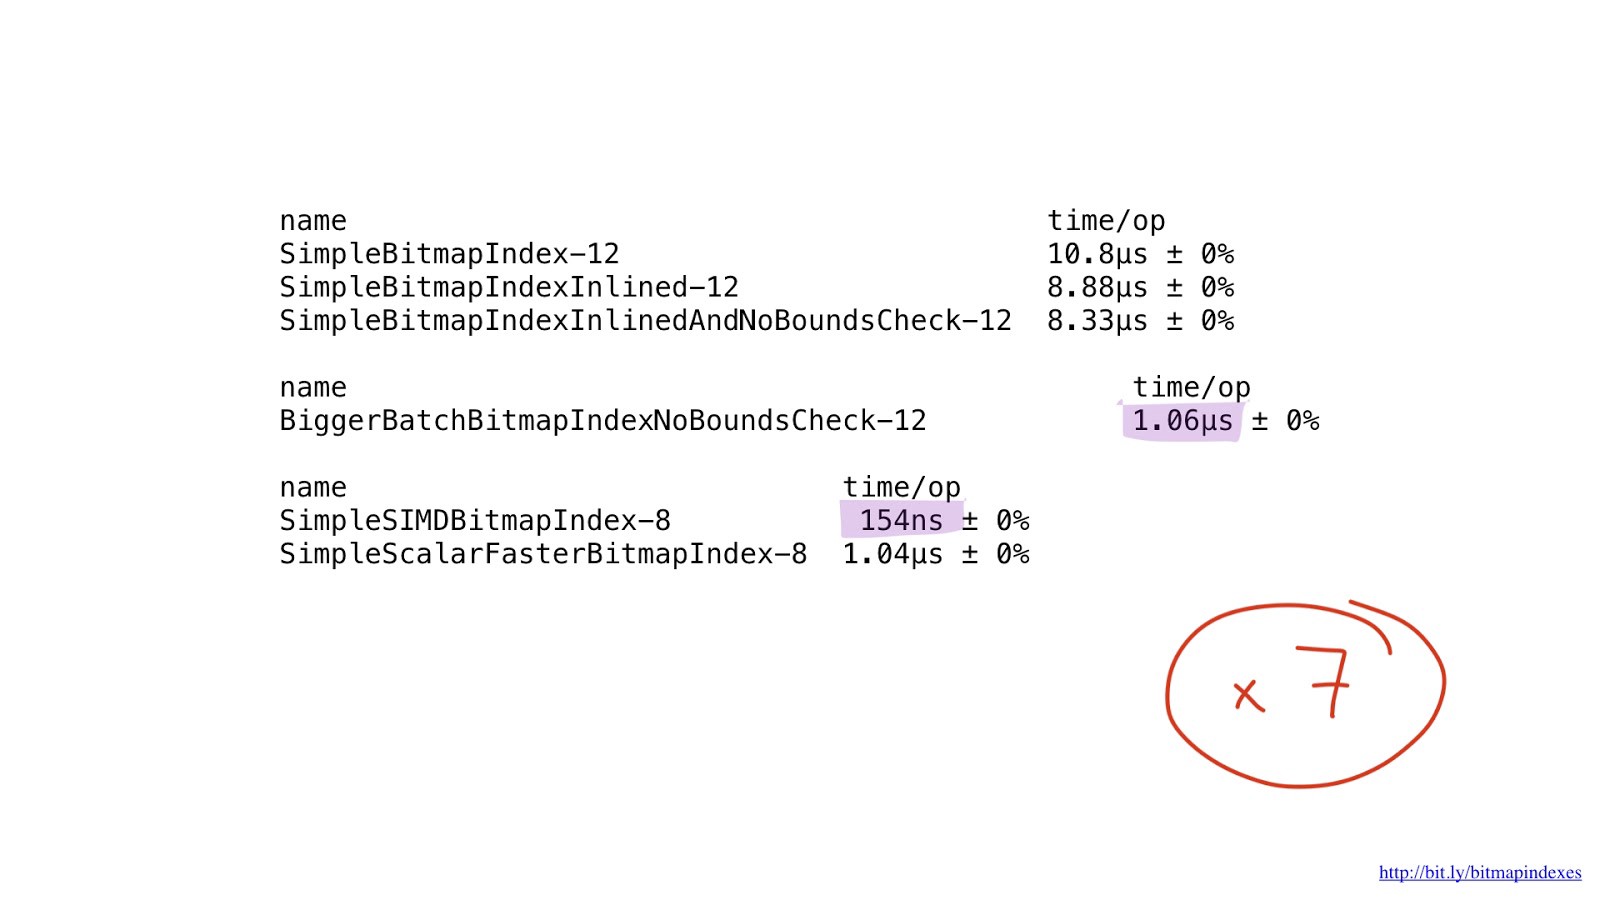 name time/op
SimpleBitmapIndex-12 10.8µs ± 0%
SimpleBitmapIndexInlined-12 8.88µs ± 0%
SimpleBitmapIndexInlinedAndNoBoundsCheck-12 8.33µs ± 0%
name time/op
BiggerBatchBitmapIndexNoBoundsCheck-12 1.06µs ± 0%
name time/op
SimpleSIMDBitmapIndex-8 154ns ± 0%
SimpleScalarFasterBitmapIndex-8 1.04µs ± 0%
x 7
http://bit.ly/bitmapindexes